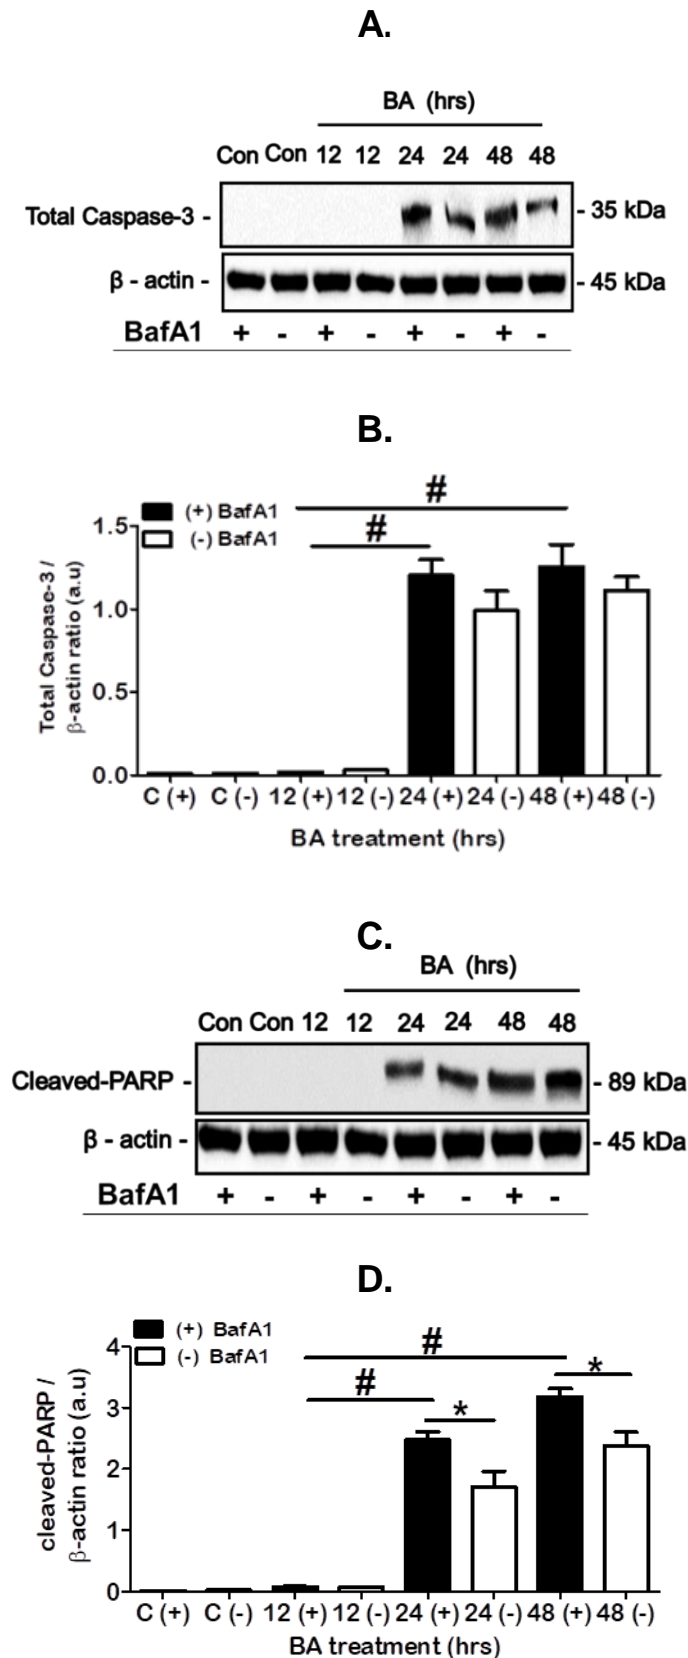 A.
BA (hrs)
Con Con 12 12 24 24 48 48
Total Caspase-3 - - 35 kDa
β - actin - - 45 kDa
BafA1 + - + - + - + -
B.
#
(+) BafA1
#
(-) BafA1
Total Caspase-3 /
β-actin ratio (a.u)
1.5
1.0
0.5
0.0
C (+) C (-) 12 (+) 12 (-) 24 (+) 24 (-) 48 (+) 48 (-)
BA treatment (hrs)
C.
BA (hrs)
Con Con 12 12 24 24 48 48
Cleaved-PARP - - 89 kDa
β - actin - - 45 kDa
BafA1 + - + - + - + -
D.
(+) BafA1
#
(-) BafA1
*
#
*
cleaved-PARP /
β-actin ratio (a.u)
4
3
2
1
0
C (+) C (-) 12 (+) 12 (-) 24 (+) 24 (-) 48 (+) 48 (-)
BA treatment (hrs)